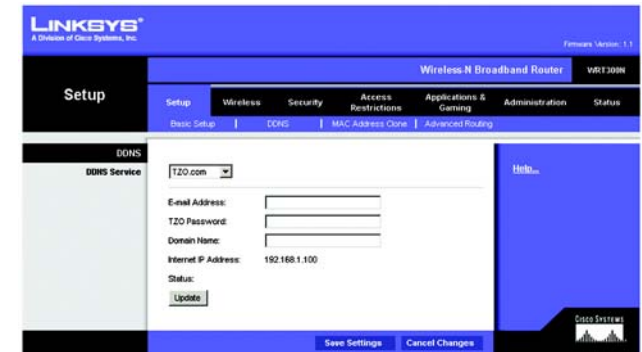 LINKSYS®
A Division of Cisco Systems, Inc.
Firmware Version: 1.1
Wireless-N Broadband Router WRT300N
Setup
Setup Wireless Security Access Restrictions Applications & Gaming Administration Status
Basic Setup | DDNS | MAC Address Clone | Advanced Routing
DDNS
DDNS Service
TZO.com
Help...
E-mail Address:
TZO Password:
Domain Name:
Internet IP Address: 192.168.1.100
Status:
Update
Save Settings Cancel Changes
CISCO SYSTEMS